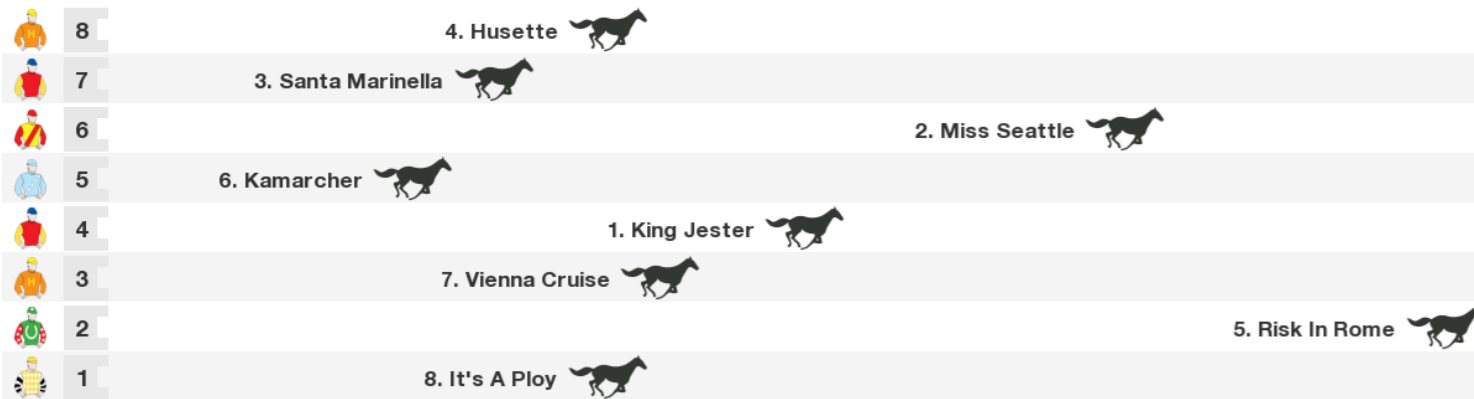 8 4. Husette
7 3. Santa Marinella
6 2. Miss Seattle
5 6. Kamarcher
4 1. King Jester
3 7. Vienna Cruise
2 5. Risk In Rome
1 8. It's A Ploy